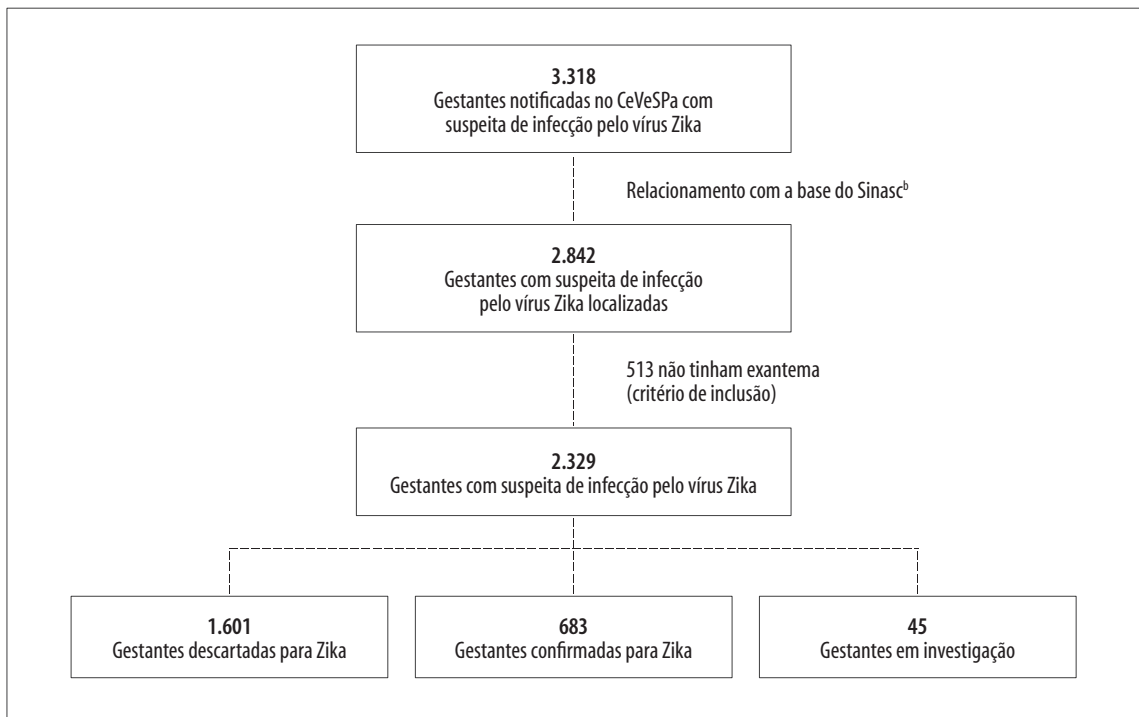 3.318
Gestantes notificadas no CeVeSPa com
suspeita de infecção pelo vírus Zika
Relacionamento com a base do Sinascᵇ
2.842
Gestantes com suspeita de infecção
pelo vírus Zika localizadas
513 não tinham exantema
(critério de inclusão)
2.329
Gestantes com suspeita de infecção pelo vírus Zika
1.601
Gestantes descartadas para Zika
683
Gestantes confirmadas para Zika
45
Gestantes em investigação